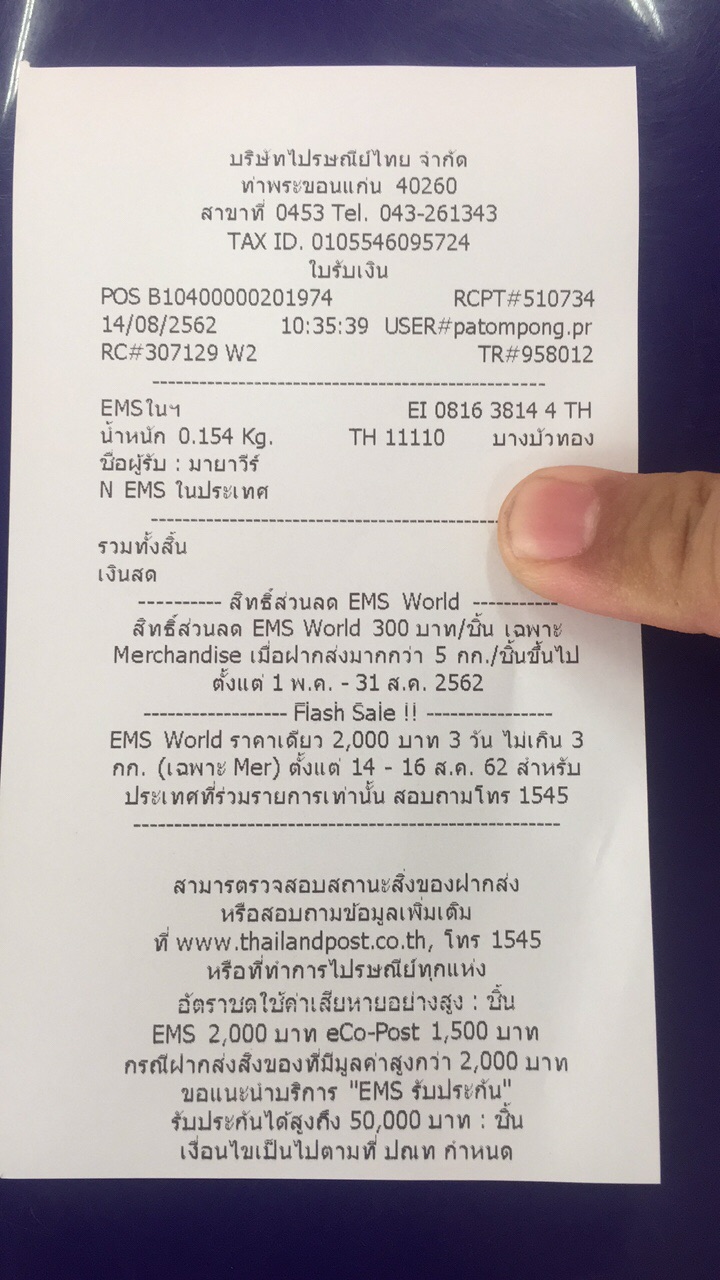 บริษัทไปรษณีย์ไทย จำกัด
ท่าพระขอนแก่น 40260
สาขาที่ 0453 Tel. 043-261343
TAX ID. 0105546095724
ใบรับเงิน
POS B10400000201974 RCPT#510734
14/08/2562 10:35:39 USER#patompong.pr
RC#307129 W2 TR#958012
------------------------------------------------
EMSในฯ EI 0816 3814 4 TH
น้ำหนัก 0.154 Kg. TH 11110 บางบัวทอง
ชื่อผู้รับ : มายาวีร์
N EMS ในประเทศ
------------------------------------------
รวมทั้งสิ้น
เงินสด
---------- สิทธิ์ส่วนลด EMS World ----------
สิทธิ์ส่วนลด EMS World 300 บาท/ชิ้น เฉพาะ
Merchandise เมื่อฝากส่งมากกว่า 5 กก./ชิ้นขึ้นไป
ตั้งแต่ 1 พ.ค. - 31 ส.ค. 2562
----------------- Flash Sale !! ---------------
EMS World ราคาเดียว 2,000 บาท 3 วัน ไม่เกิน 3
กก. (เฉพาะ Mer) ตั้งแต่ 14 - 16 ส.ค. 62 สำหรับ
ประเทศที่ร่วมรายการเท่านั้น สอบถามโทร 1545
----------------------------------------------------
สามารตรวจสอบสถานะสิ่งของฝากส่ง
หรือสอบถามข้อมูลเพิ่มเติม
ที่ www.thailandpost.co.th, โทร 1545
หรือที่ทำการไปรษณีย์ทุกแห่ง
อัตราชดใช้ค่าเสียหายอย่างสูง : ชิ้น
EMS 2,000 บาท eCo-Post 1,500 บาท
กรณีฝากส่งสิ่งของที่มีมูลค่าสูงกว่า 2,000 บาท
ขอแนะนำบริการ "EMS รับประกัน"
รับประกันได้สูงถึง 50,000 บาท : ชิ้น
เงื่อนไขเป็นไปตามที่ ปณท กำหนด